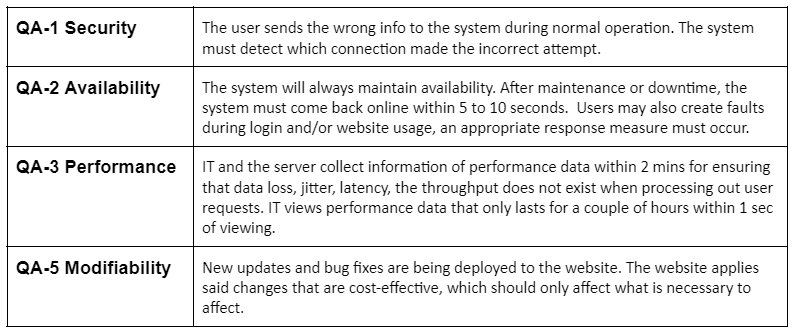 QA-1 Security
The user sends the wrong info to the system during normal operation. The system
must detect which connection made the incorrect attempt.
QA-2 Availability
The system will always maintain availability. After maintenance or downtime, the
system must come back online within 5 to 10 seconds.  Users may also create faults
during login and/or website usage, an appropriate response measure must occur.
QA-3 Performance
IT and the server collect information of performance data within 2 mins for ensuring
that data loss, jitter, latency, the throughput does not exist when processing out user
requests. IT views performance data that only lasts for a couple of hours within 1 sec
of viewing.
QA-5 Modifiability
New updates and bug fixes are being deployed to the website. The website applies
said changes that are cost-effective, which should only affect what is necessary to
affect.